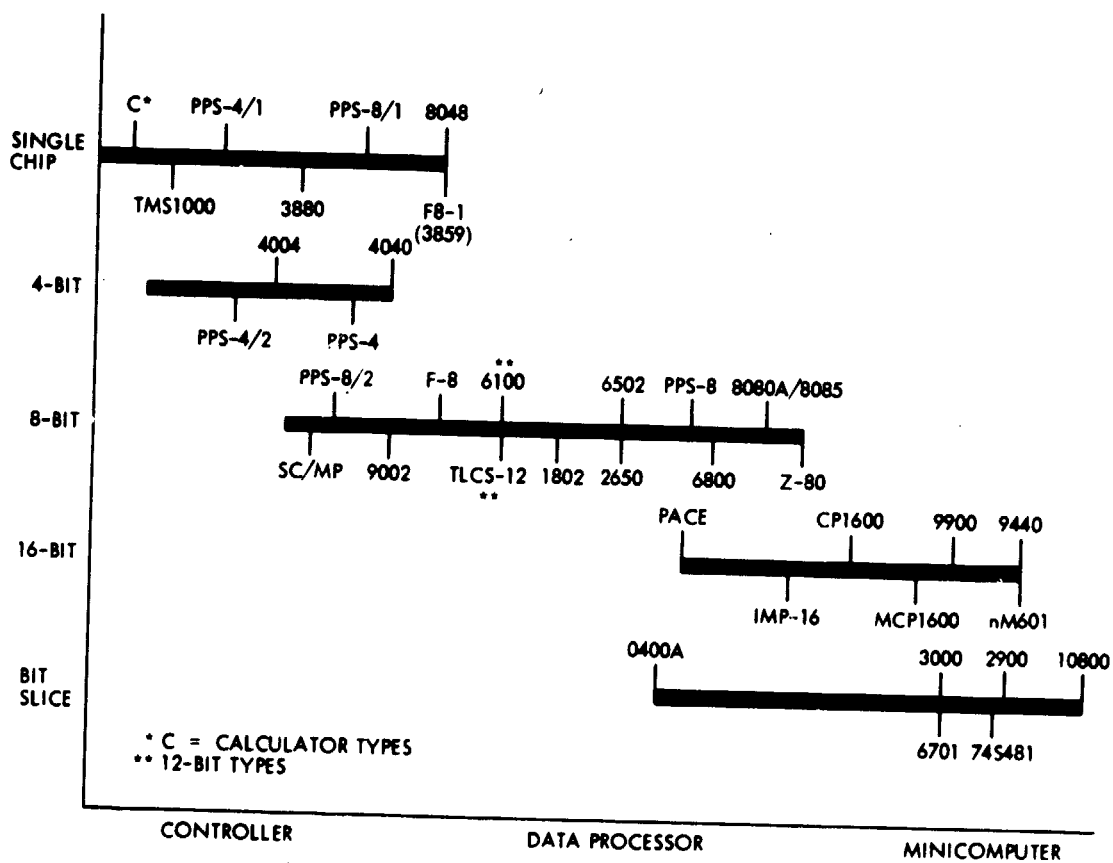 C* PPS-4/1 PPS-8/1 8048
SINGLE
CHIP
TMS1000 3880 F8-1
(3859)
4004 4040
4-BIT
PPS-4/2 PPS-4
**
PPS-8/2 F-8 6100 6502 PPS-8 8080A/8085
8-BIT
SC/MP 9002 TLCS-12 1802 2650 6800 Z-80
**
PACE CP1600 9900 9440
16-BIT
IMP-16 MCP1600 nM601
0400A 3000 2900 10800
BIT
SLICE
6701 74S481
* C = CALCULATOR TYPES
** 12-BIT TYPES
CONTROLLER DATA PROCESSOR MINICOMPUTER